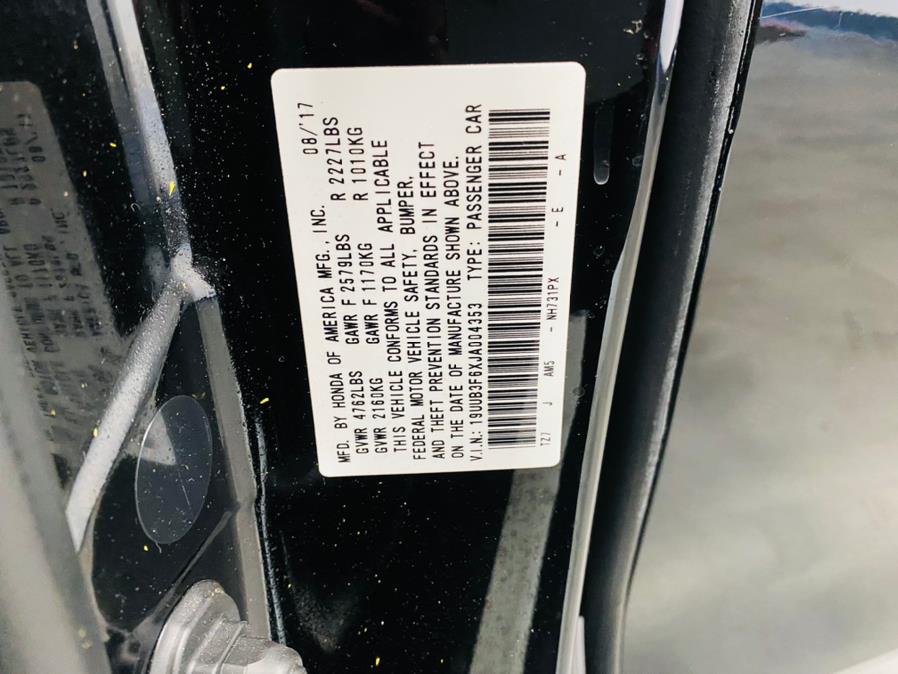 MFD. BY HONDA OF AMERICA MFG., INC. 08/'17
GVWR 4762LBS GAWR F 2579LBS R 2227LBS
GVWR 2160KG GAWR F 1170KG R 1010KG
THIS VEHICLE CONFORMS TO ALL APPLICABLE
FEDERAL MOTOR VEHICLE SAFETY, BUMPER,
AND THEFT PREVENTION STANDARDS IN EFFECT
ON THE DATE OF MANUFACTURE SHOWN ABOVE.
V.I.N.: 19UUB3F6XJA004353 TYPE: PASSENGER CAR
TZ7 J AM5 - NH731PX - E - A